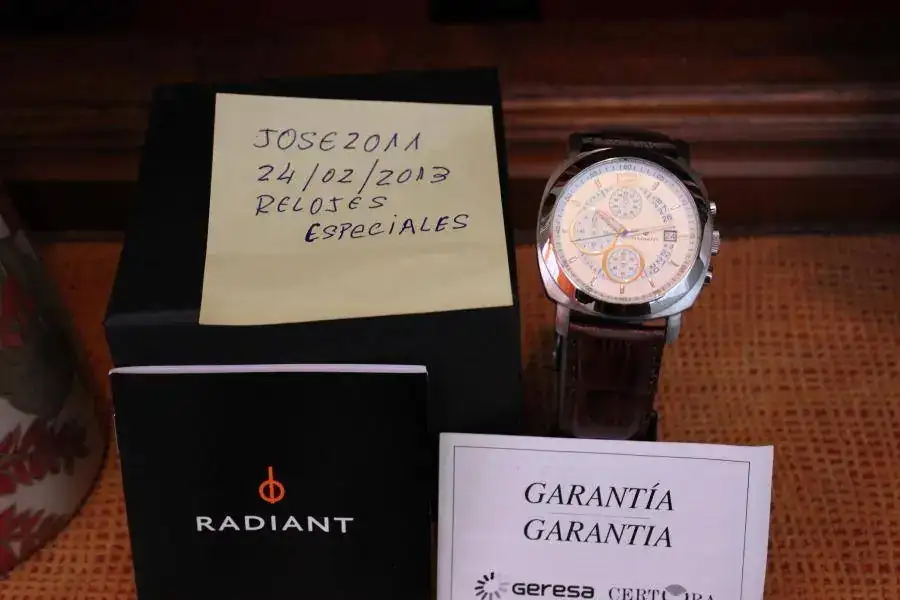 JOSE2011
24/02/2013
RELOJES
ESPECIALES
RADIANT
GARANTÍA
GARANTIA
GERESA